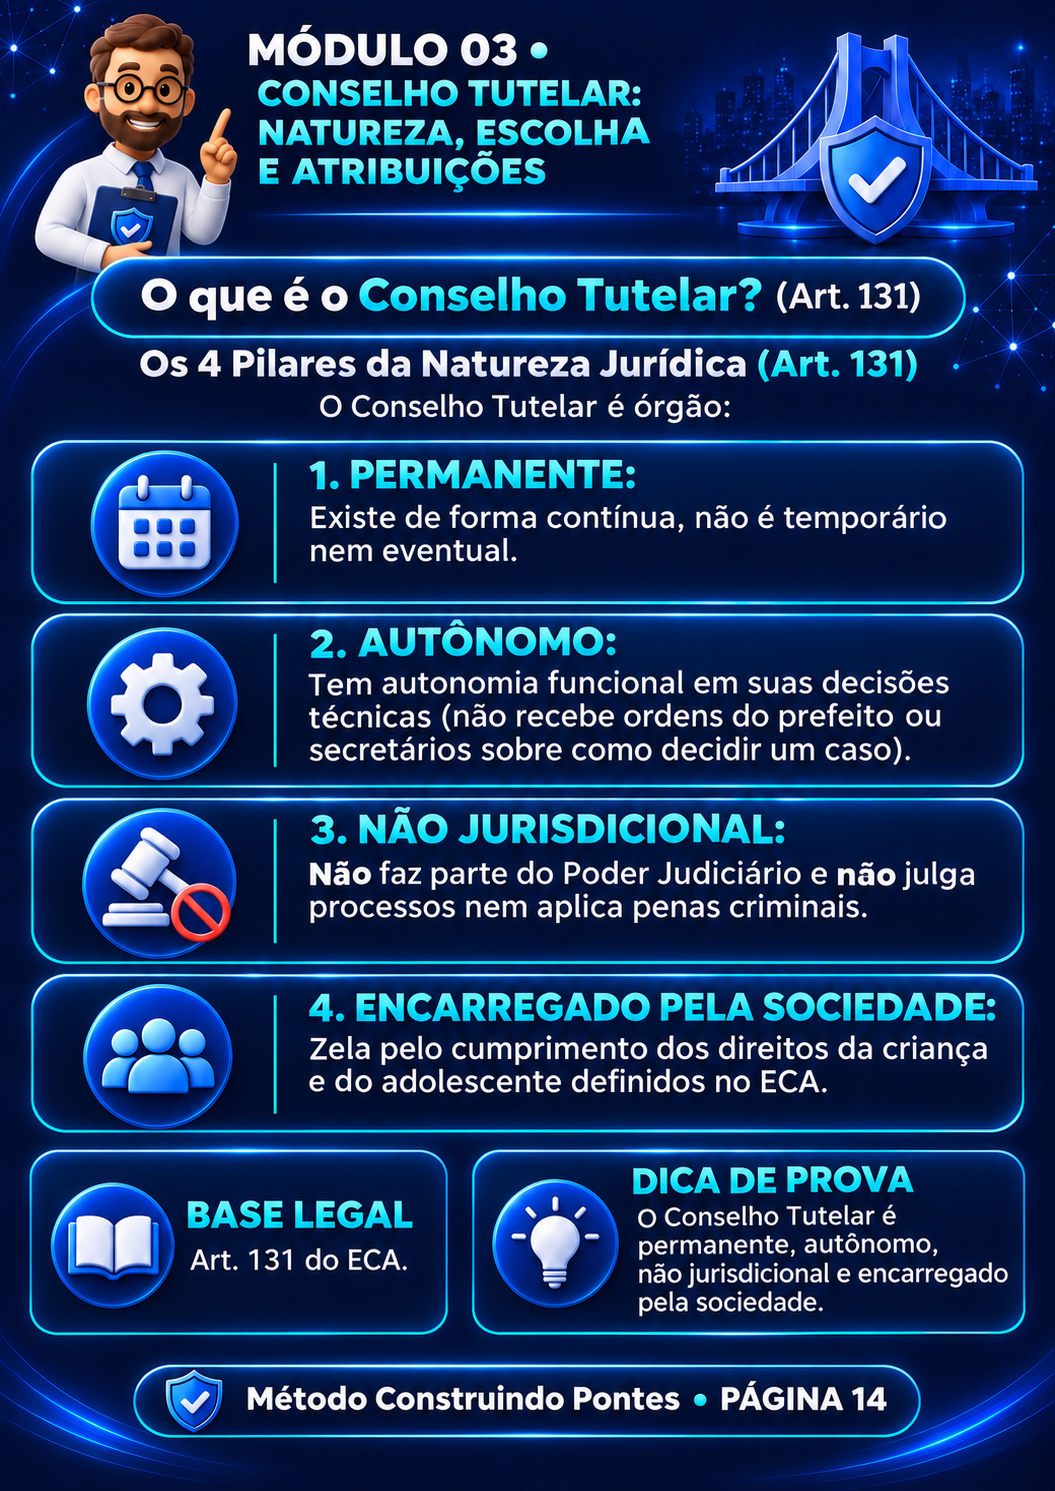 MÓDULO 03 •
CONSELHO TUTELAR:
NATUREZA, ESCOLHA
E ATRIBUIÇÕES
O que é o Conselho Tutelar? (Art. 131)
Os 4 Pilares da Natureza Jurídica (Art. 131)
O Conselho Tutelar é órgão:
1. PERMANENTE:
Existe de forma contínua, não é temporário
nem eventual.
2. AUTÔNOMO:
Tem autonomia funcional em suas decisões
técnicas (não recebe ordens do prefeito ou
secretários sobre como decidir um caso).
3. NÃO JURISDICIONAL:
Não faz parte do Poder Judiciário e não julga
processos nem aplica penas criminais.
4. ENCARREGADO PELA SOCIEDADE:
Zela pelo cumprimento dos direitos da criança
e do adolescente definidos no ECA.
BASE LEGAL
Art. 131 do ECA.
DICA DE PROVA
O Conselho Tutelar é
permanente, autônomo,
não jurisdicional e encarregado
pela sociedade.
Método Construindo Pontes • PÁGINA 14